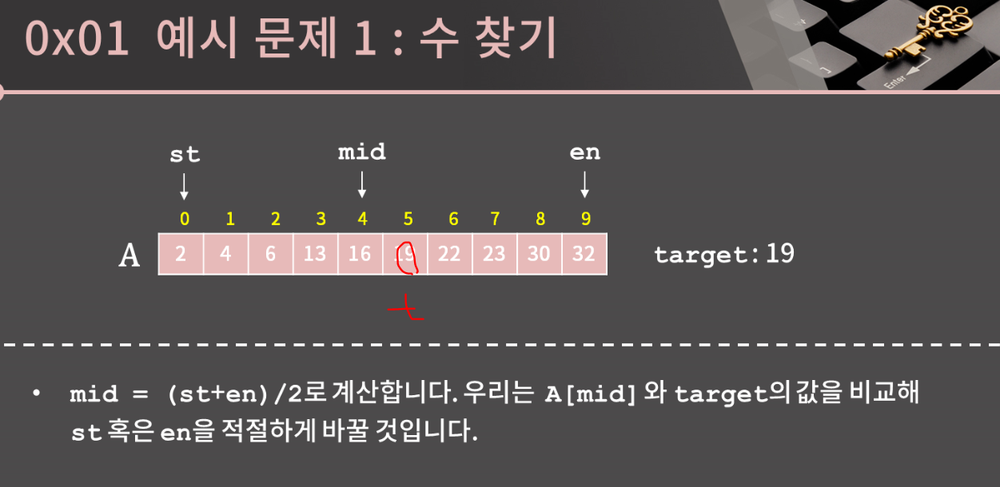 0x01 예시 문제 1 : 수 찾기
Enter
st mid en
0 1 2 3 4 5 6 7 8 9
A 2 4 6 13 16 19 22 23 30 32 target: 19
t
• mid = (st+en)/2로 계산합니다. 우리는 A[mid] 와 target의 값을 비교해
st 혹은 en을 적절하게 바꿀 것입니다.